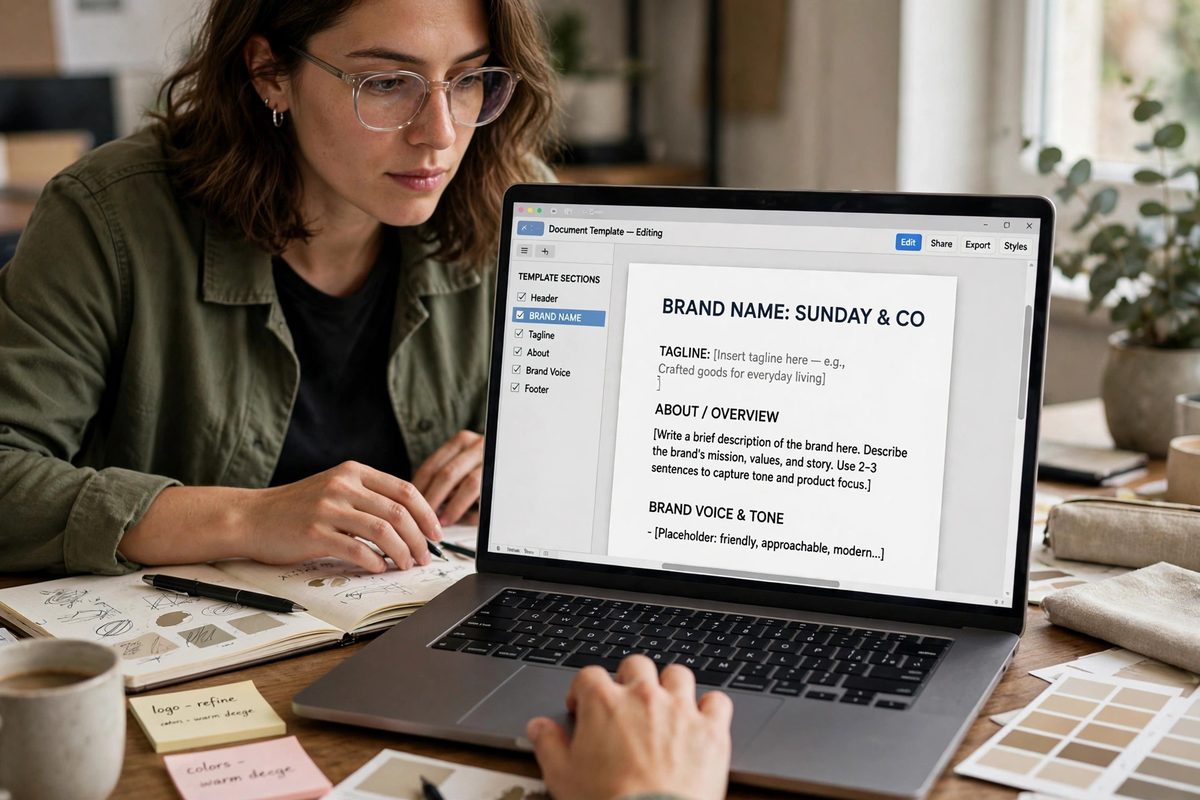 Document Template — Editing
Edit
Share
Export
Styles
TEMPLATE SECTIONS
Header
BRAND NAME
Tagline
About
Brand Voice
Footer
BRAND NAME: SUNDAY & CO
TAGLINE: [Insert tagline here — e.g.,
Crafted goods for everyday living]
]
ABOUT / OVERVIEW
[Write a brief description of the brand here. Describe
the brand's mission, values, and story. Use 2–3
sentences to capture tone and product focus.]
BRAND VOICE & TONE
- [Placeholder: friendly, approachable, modern...]
logo - refine
colors - warm deege
colors -
warm deege